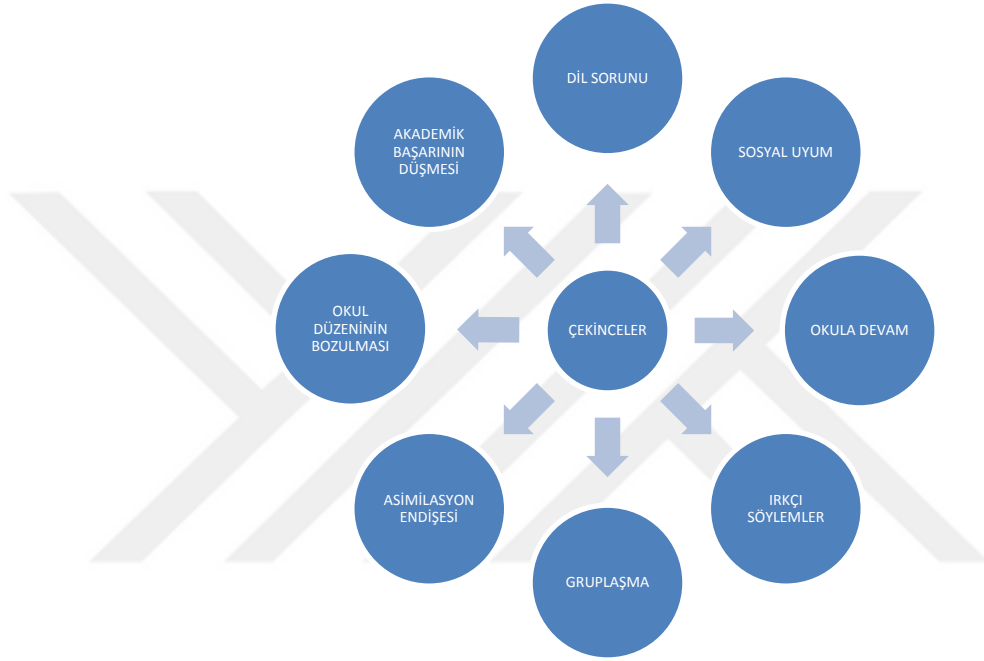 DİL SORUNU
SOSYAL UYUM
OKULA DEVAM
IRKÇI
SÖYLEMLER
GRUPLAŞMA
ASİMİLASYON
ENDİŞESİ
OKUL
DÜZENİNİN
BOZULMASI
AKADEMİK
BAŞARININ
DÜŞMESİ
ÇEKİNCELER